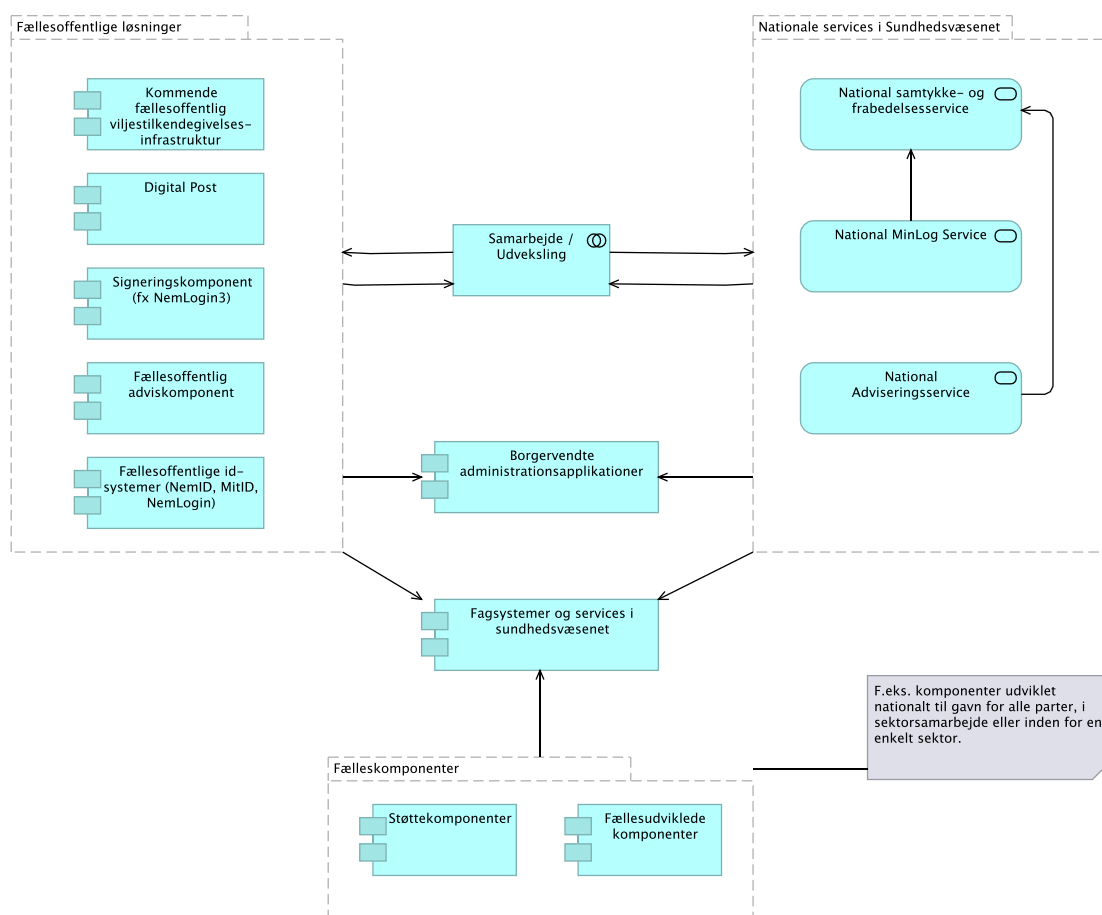 Fællesoffentlige løsninger
Kommende
fællesoffentlig
viljestilkendegivelses-
infrastruktur
Digital Post
Signeringskomponent
(fx NemLogin3)
Fællesoffentlig
adviskomponent
Fællesoffentlige id-
systemer (NemID, MitID,
NemLogin)
Samarbejde /
Udveksling
Borgervendte
administrationsapplikationer
Fagsystemer og services i
sundhedsvæsenet
Nationale services i Sundhedsvæsenet
National samtykke- og
frabedelsesservice
National MinLog Service
National
Adviseringsservice
F.eks. komponenter udviklet
nationalt til gavn for alle parter, i
sektorsamarbejde eller inden for en
enkelt sektor.
Fælleskomponenter
Støttekomponenter
Fællesudviklede
komponenter